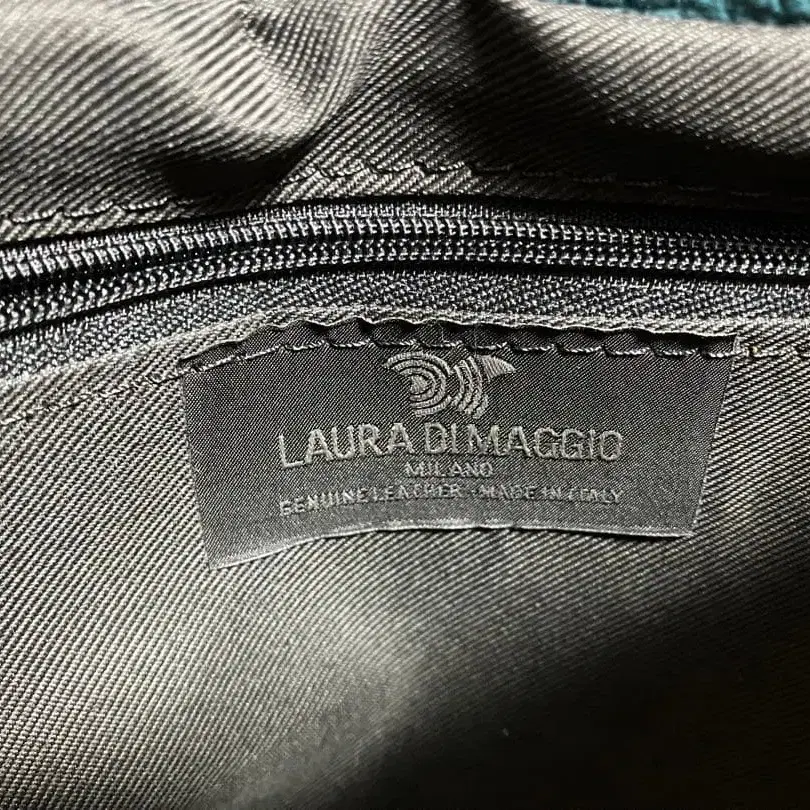 LAURA DI MAGGIO
MILANO
GENUINE LEATHER - MADE IN ITALY